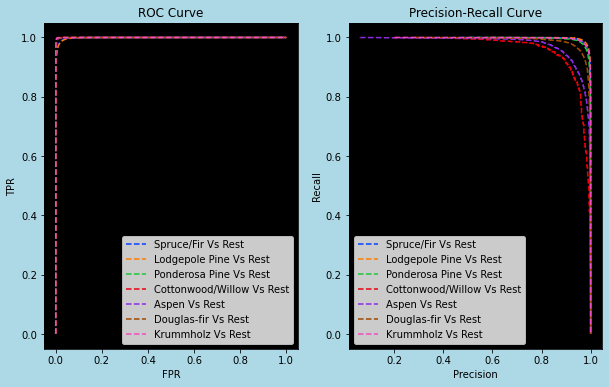 ROC Curve
TPR
1.0
0.8
0.6
0.4
0.2
0.0
Spruce/Fir Vs Rest
Lodgepole Pine Vs Rest
Ponderosa Pine Vs Rest
Cottonwood/Willow Vs Rest
Aspen Vs Rest
Douglas-fir Vs Rest
Krummholz Vs Rest
0.0 0.2 0.4 0.6 0.8 1.0
FPR
Precision-Recall Curve
Recall
1.0
0.8
0.6
0.4
0.2
0.0
Spruce/Fir Vs Rest
Lodgepole Pine Vs Rest
Ponderosa Pine Vs Rest
Cottonwood/Willow Vs Rest
Aspen Vs Rest
Douglas-fir Vs Rest
Krummholz Vs Rest
0.2 0.4 0.6 0.8 1.0
Precision